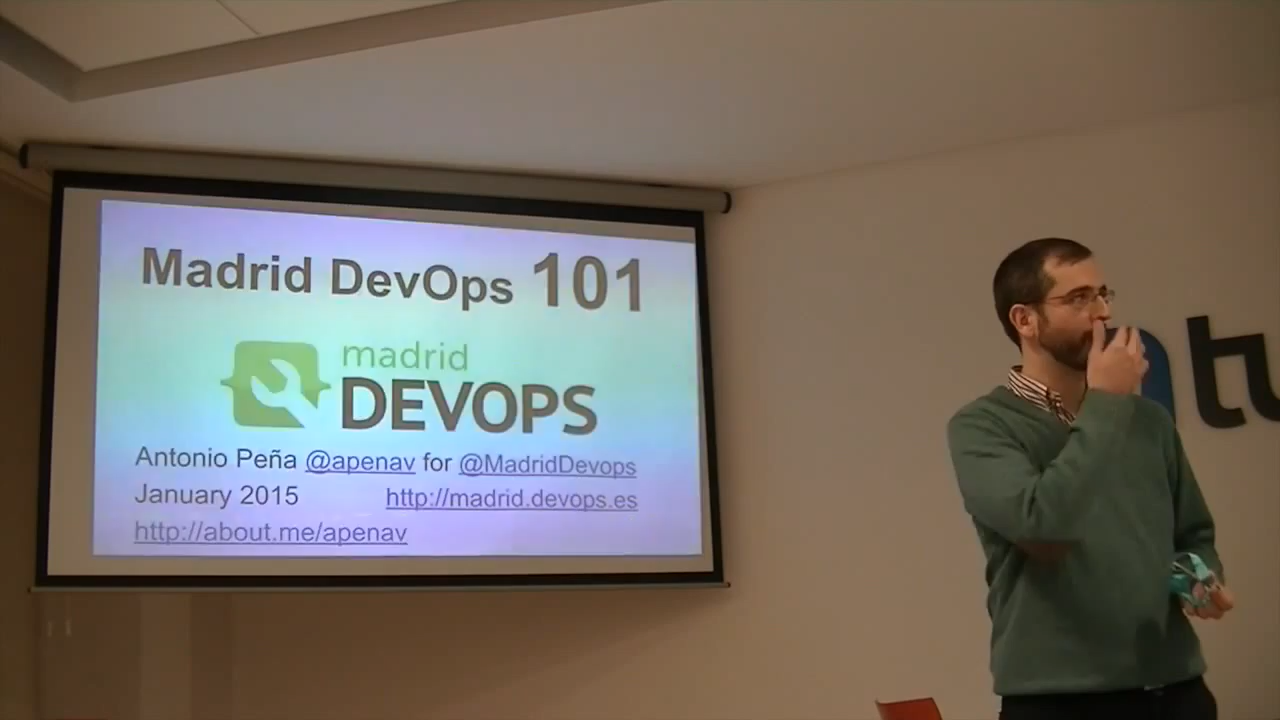 Madrid DevOps 101
madrid
DEVOPS
Antonio Peña @apenav for @MadridDevops
January 2015 http://madrid.devops.es
http://about.me/apenav